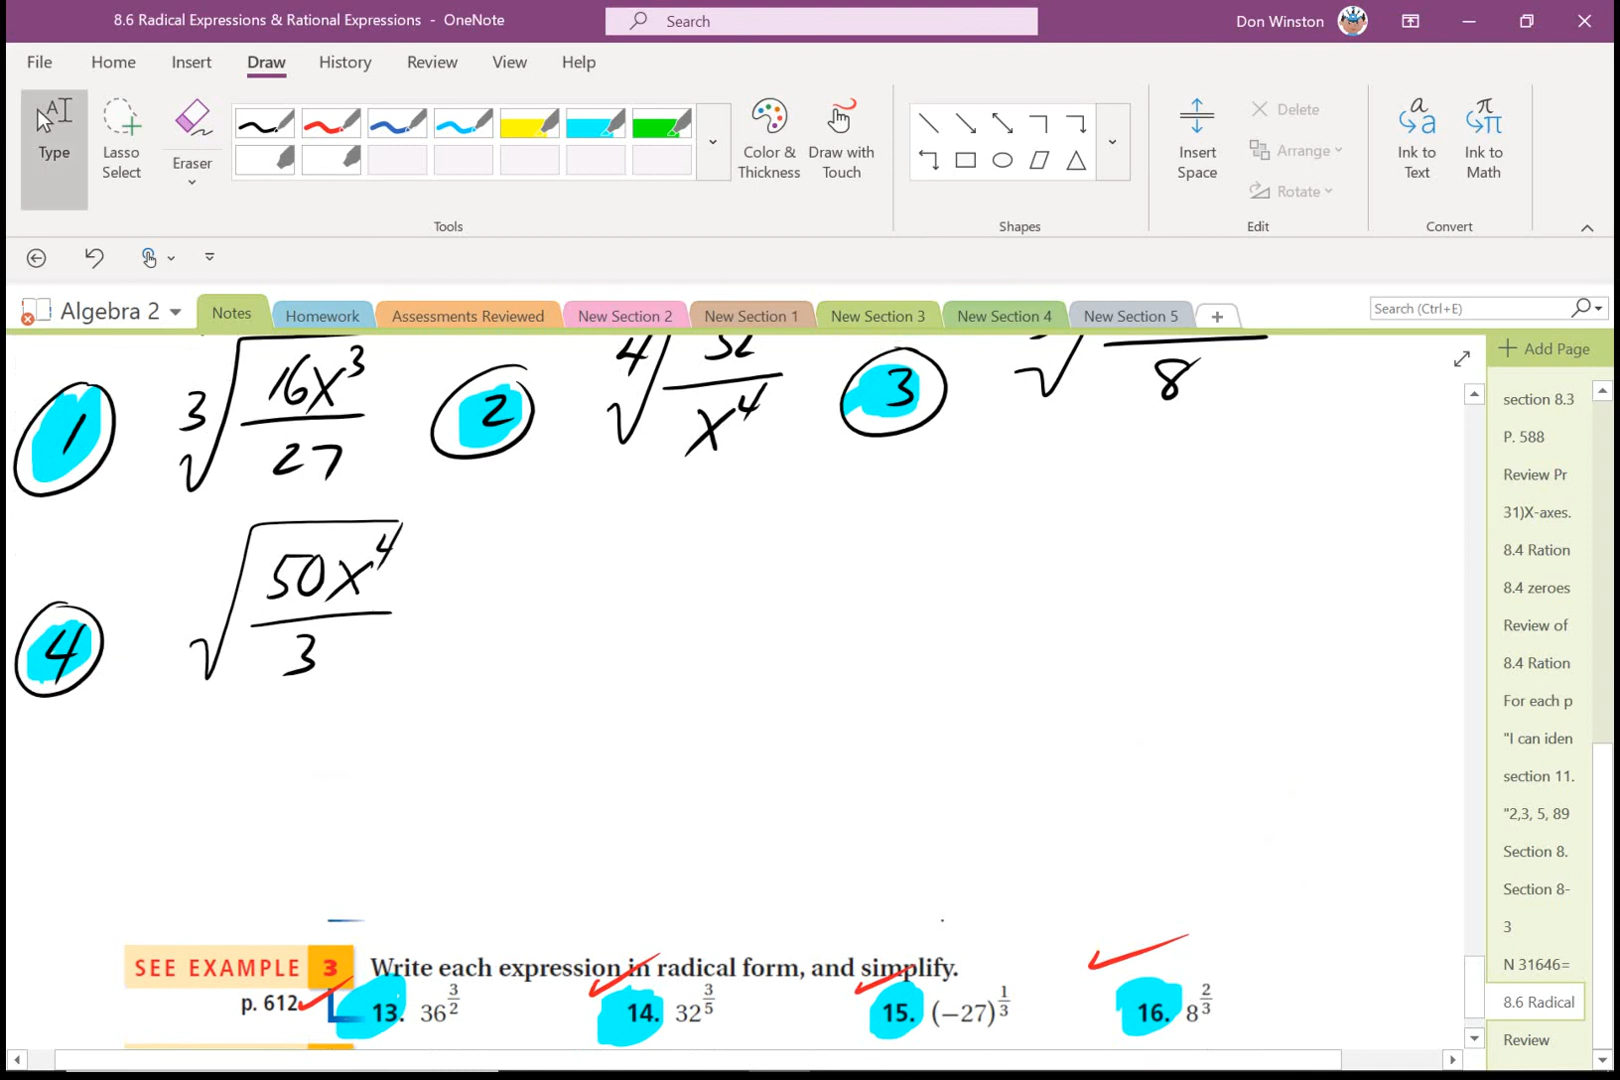 8.6 Radical Expressions & Rational Expressions - OneNote
Search
Don Winston
File Home Insert Draw History Review View Help
Type
Lasso Select
Eraser
Color & Thickness
Draw with Touch
Insert Space
Delete
Arrange
Rotate
Ink to Text
Ink to Math
Tools Shapes Edit Convert
Algebra 2 Notes Homework Assessments Reviewed New Section 2 New Section 1 New Section 3 New Section 4 New Section 5
Search (Ctrl+E)
1 ∛(16x³/27) 2 ∜(32/x⁴) 3 8
4 √(50x⁴/3)
SEE EXAMPLE 3 Write each expression in radical form, and simplify.
p. 612 13. 36^(3/2) 14. 32^(3/5) 15. (−27)^(1/3) 16. 8^(2/3)
Add Page
section 8.3
P. 588
Review Pr
31)X-axes.
8.4 Ration
8.4 zeroes
Review of
8.4 Ration
For each p
"I can iden
section 11.
"2,3, 5, 89
Section 8.
Section 8-
3
N 31646=
8.6 Radical
Review